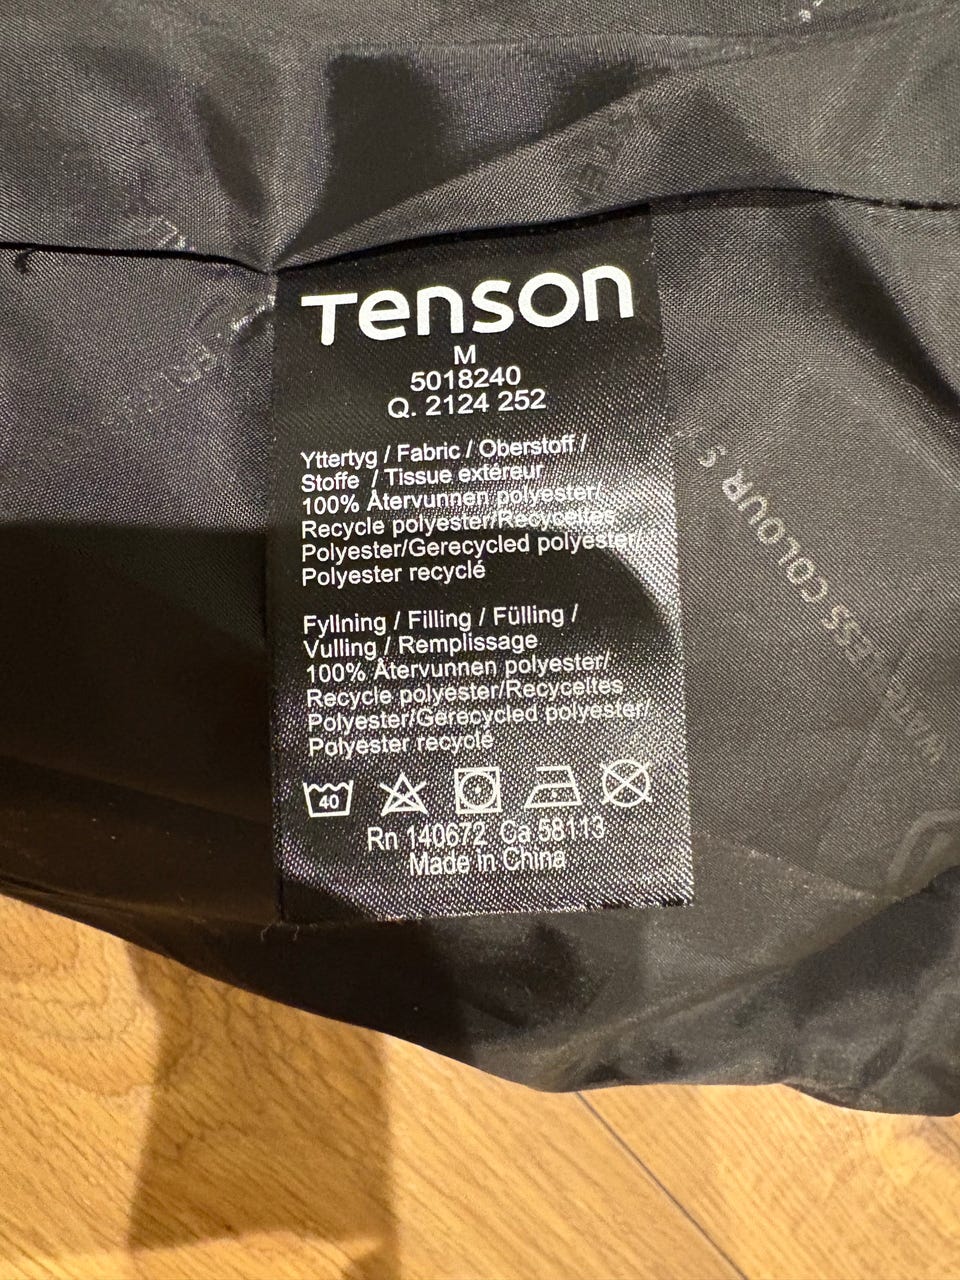 Tenson
M
5018240
Q. 2124 252
Yttertyg / Fabric / Oberstoff /
Stoffe / Tissue extéreur
100% Återvunnen polyester/
Recycle polyester/Recyceltes
Polyester/Gerecycled polyester/
Polyester recyclé
Fyllning / Filling / Fülling /
Vulling / Remplissage
100% Återvunnen polyester/
Recycle polyester/Recyceltes
Polyester/Gerecycled polyester/
Polyester recyclé
40
Rn 140672 Ca 58113
Made in China
COLOUR